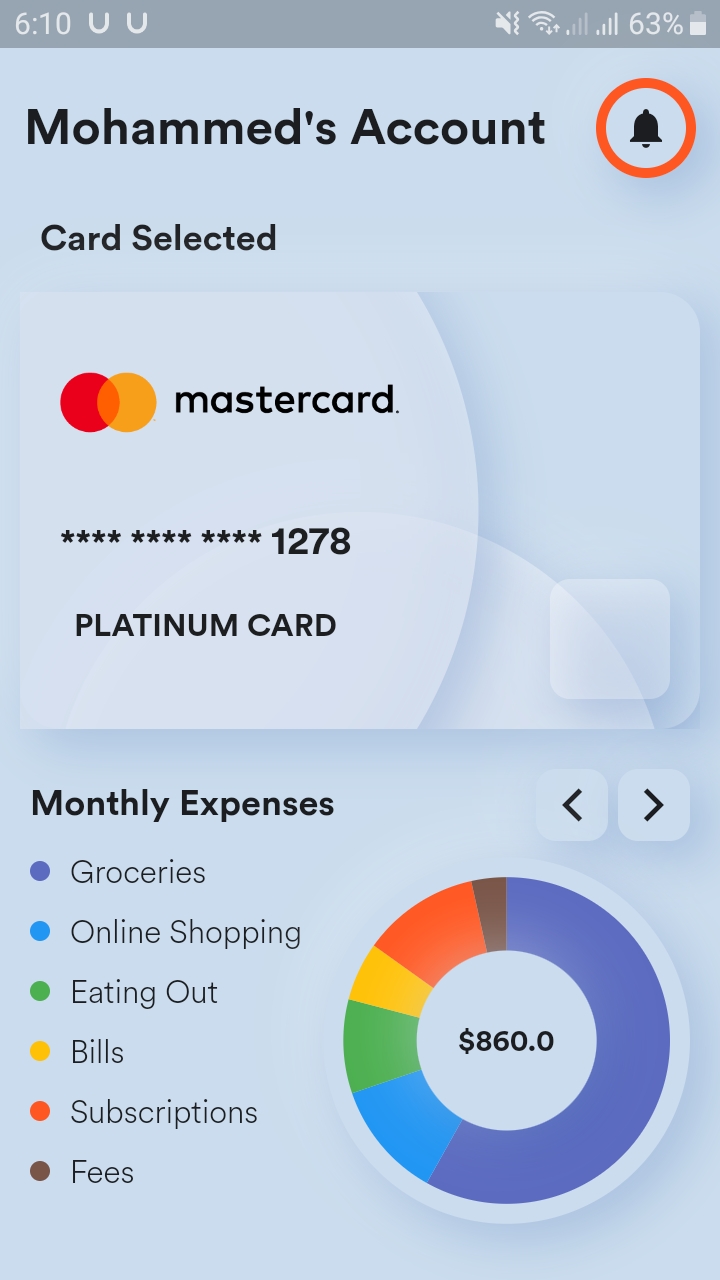 6:10 63%
Mohammed's Account
Card Selected
mastercard.
**** **** **** 1278
PLATINUM CARD
Monthly Expenses
Groceries
Online Shopping
Eating Out
Bills
Subscriptions
Fees
$860.0